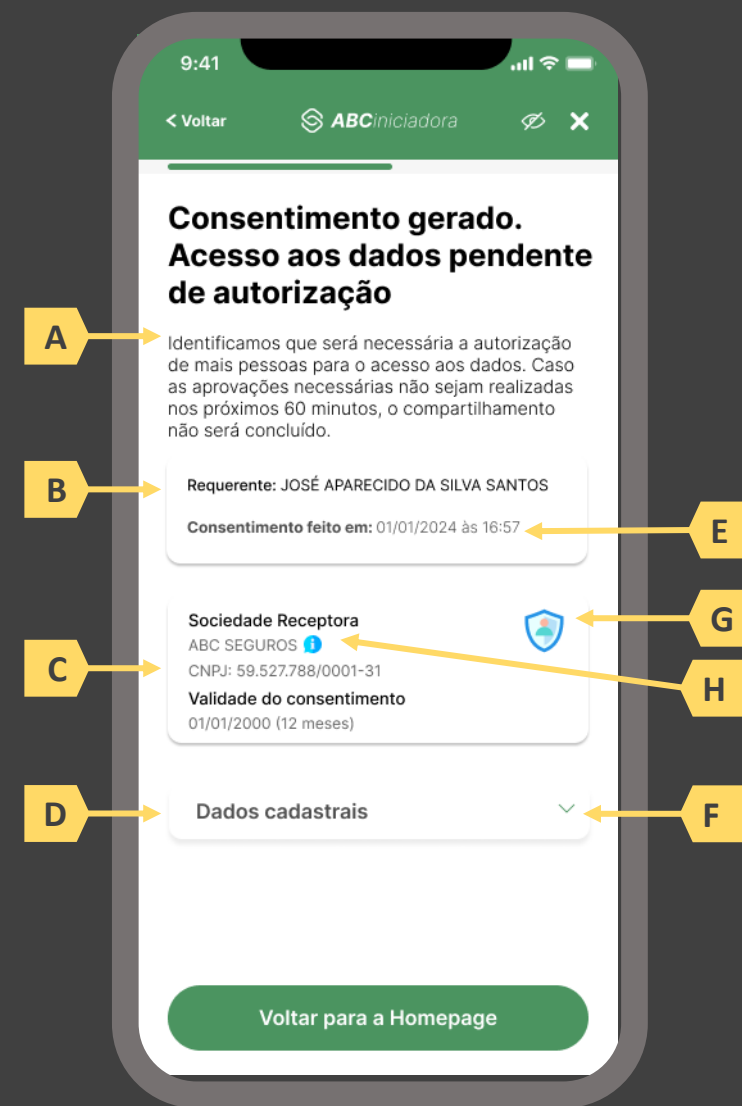 9:41
< Voltar
ABCiniciadora
Consentimento gerado.
Acesso aos dados pendente
de autorização
A
Identificamos que será necessária a autorização
de mais pessoas para o acesso aos dados. Caso
as aprovações necessárias não sejam realizadas
nos próximos 60 minutos, o compartilhamento
não será concluído.
B
Requerente: JOSÉ APARECIDO DA SILVA SANTOS
Consentimento feito em: 01/01/2024 às 16:57
E
Sociedade Receptora
G
ABC SEGUROS i
C
CNPJ: 59.527.788/0001-31
H
Validade do consentimento
01/01/2000 (12 meses)
D
Dados cadastrais
F
Voltar para a Homepage